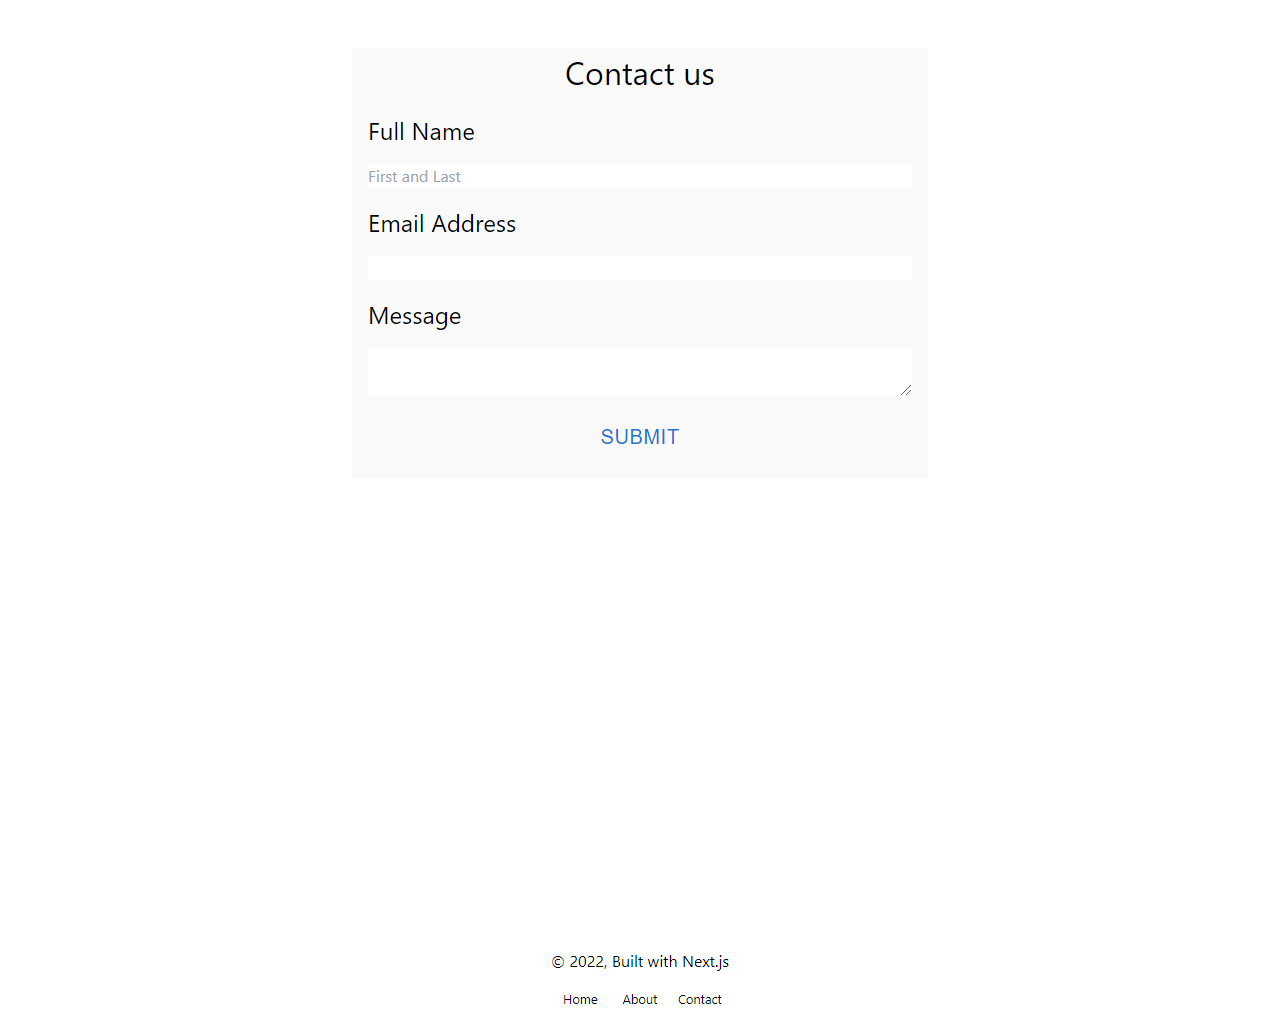 Contact us
Full Name
First and Last
Email Address
Message
SUBMIT
© 2022, Built with Next.js
Home About Contact